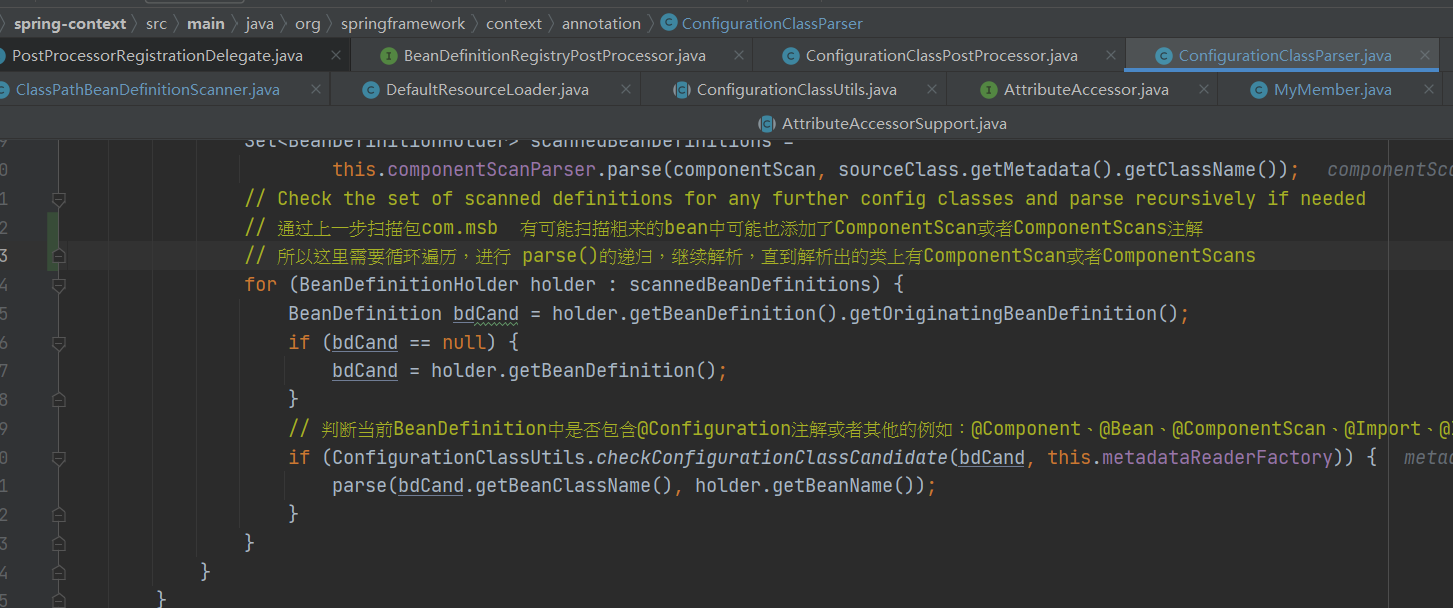 spring-context src main java org springframework context annotation ConfigurationClassParser
PostProcessorRegistrationDelegate.java BeanDefinitionRegistryPostProcessor.java ConfigurationClassPostProcessor.java ConfigurationClassParser.java
ClassPathBeanDefinitionScanner.java DefaultResourceLoader.java ConfigurationClassUtils.java AttributeAccessor.java MyMember.java
AttributeAccessorSupport.java
Set<BeanDefinitionHolder> scannedBeanDefinitions =
this.componentScanParser.parse(componentScan, sourceClass.getMetadata().getClassName());
// Check the set of scanned definitions for any further config classes and parse recursively if needed
// 通过上一步扫描包com.msb 有可能扫描粗来的bean中可能也添加了ComponentScan或者ComponentScans注解
// 所以这里需要循环遍历，进行 parse()的递归，继续解析，直到解析出的类上有ComponentScan或者ComponentScans
for (BeanDefinitionHolder holder : scannedBeanDefinitions) {
BeanDefinition bdCand = holder.getBeanDefinition().getOriginatingBeanDefinition();
if (bdCand == null) {
bdCand = holder.getBeanDefinition();
}
// 判断当前BeanDefinition中是否包含@Configuration注解或者其他的例如：@Component、@Bean、@ComponentScan、@Import、
if (ConfigurationClassUtils.checkConfigurationClassCandidate(bdCand, this.metadataReaderFactory)) {
parse(bdCand.getBeanClassName(), holder.getBeanName());
}
}
}
}